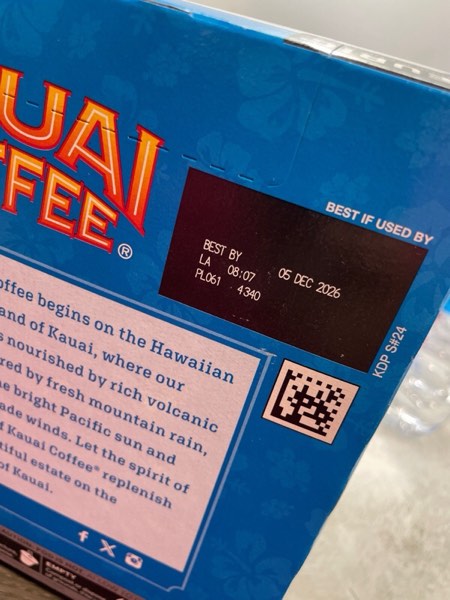 UAI
FFEE®
BEST IF USED BY
BEST BY
LA 08:07 05 DEC 2026
PL061 4340
KDP S#24
offee begins on the Hawaiian
and of Kauai, where our
s nourished by rich volcanic
red by fresh mountain rain,
e bright Pacific sun and
ade winds. Let the spirit of
f Kauai Coffee® replenish
tiful estate on the
of Kauai.
f X
EMPTY